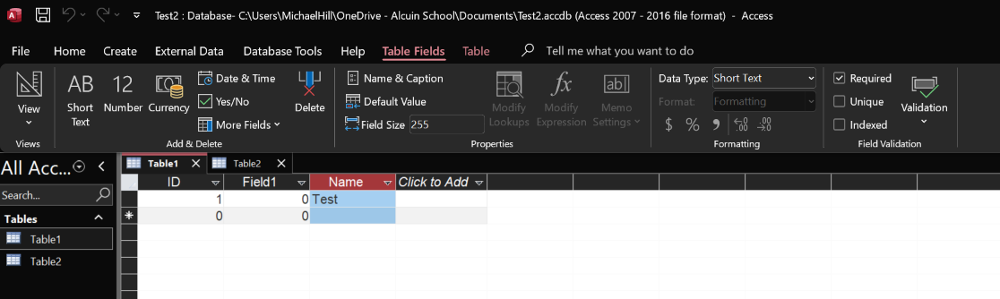 Test2 : Database- C:\Users\MichaelHill\OneDrive - Alcuin School\Documents\Test2.accdb (Access 2007 - 2016 file format) - Access
File Home Create External Data Database Tools Help Table Fields Table Tell me what you want to do
View
Views
AB Short Text
12 Number
Currency
Date & Time
Yes/No
More Fields
Delete
Add & Delete
Name & Caption
Default Value
Field Size 255
Modify Lookups
fx Modify Expression
ab Memo Settings
Properties
Data Type: Short Text
Format: Formatting
$ % , ←0 .00 .00 →0
Formatting
Required
Unique
Indexed
Validation
Field Validation
All Acc...
Search...
Tables
Table1
Table2
Table1 Table2
ID Field1 Name Click to Add
1 0 Test
0 0